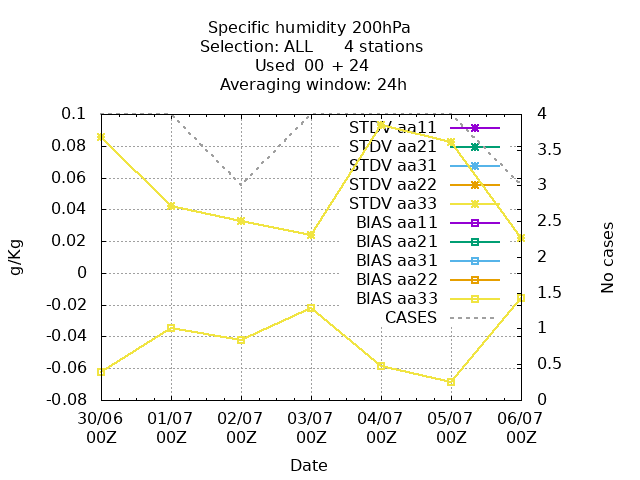 Specific humidity 200hPa
Selection: ALL 4 stations
Used 00 + 24
Averaging window: 24h
0.1
0.08
0.06
0.04
0.02
0
-0.02
-0.04
-0.06
-0.08
g/Kg
STDV aa11
STDV aa21
STDV aa31
STDV aa22
STDV aa33
BIAS aa11
BIAS aa21
BIAS aa31
BIAS aa22
BIAS aa33
CASES
4
3.5
3
2.5
2
1.5
1
0.5
0
No cases
30/06 01/07 02/07 03/07 04/07 05/07 06/07
00Z 00Z 00Z 00Z 00Z 00Z 00Z
Date